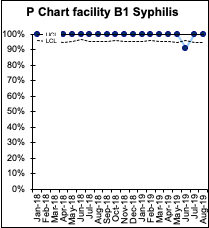 P Chart facility B1 Syphilis
100%
UCL
90%
LCL
80%
70%
60%
50%
40%
30%
20%
10%
0%
Jan-18
Feb-18
Mar-18
Apr-18
May-18
Jun-18
Jul-18
Aug-18
Sep-18
Oct-18
Nov-18
Dec-18
Jan-19
Feb-19
Mar-19
Apr-19
May-19
Jun-19
Jul-19
Aug-19